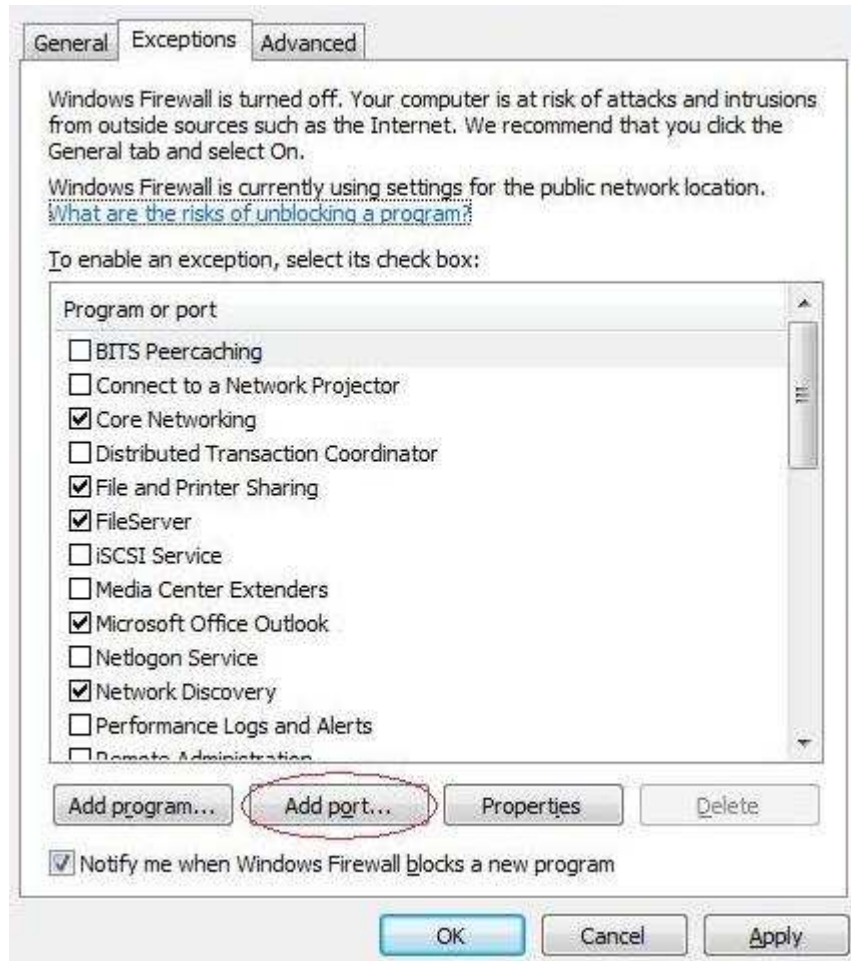 General Exceptions Advanced
Windows Firewall is turned off. Your computer is at risk of attacks and intrusions
from outside sources such as the Internet. We recommend that you click the
General tab and select On.
Windows Firewall is currently using settings for the public network location.
What are the risks of unblocking a program?
To enable an exception, select its check box:
Program or port
BITS Peercaching
Connect to a Network Projector
Core Networking
Distributed Transaction Coordinator
File and Printer Sharing
FileServer
iSCSI Service
Media Center Extenders
Microsoft Office Outlook
Netlogon Service
Network Discovery
Performance Logs and Alerts
Remote Administration
Add program... Add port... Properties Delete
Notify me when Windows Firewall blocks a new program
OK Cancel Apply